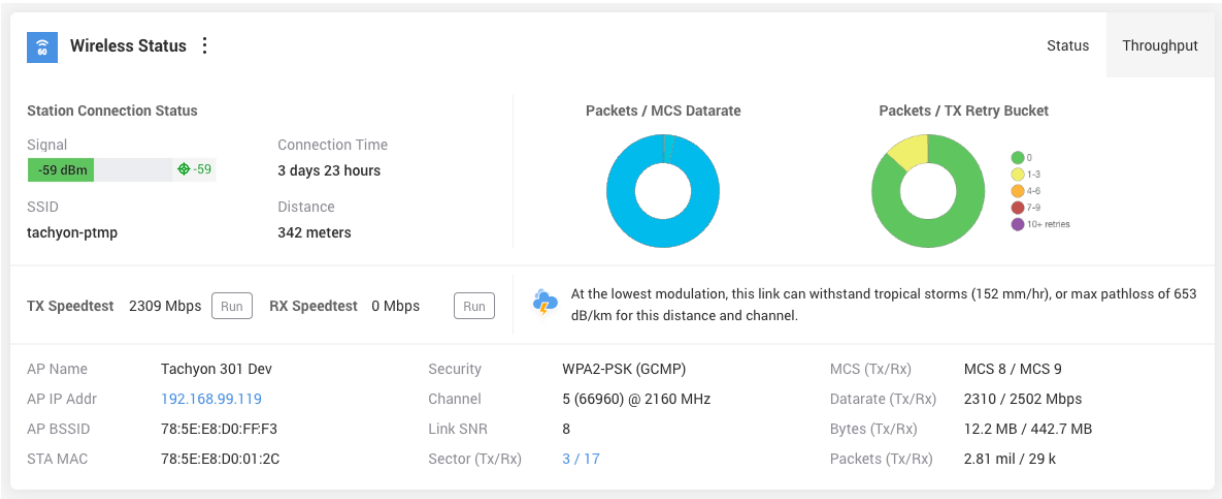 60
Wireless Status
Status
Throughput
Station Connection Status
Signal
-59 dBm
-59
Connection Time
3 days 23 hours
SSID
tachyon-ptmp
Distance
342 meters
Packets / MCS Datarate
Packets / TX Retry Bucket
0
1-3
4-6
7-9
10+ retries
TX Speedtest 2309 Mbps Run RX Speedtest 0 Mbps Run
At the lowest modulation, this link can withstand tropical storms (152 mm/hr), or max pathloss of 653
dB/km for this distance and channel.
AP Name Tachyon 301 Dev
AP IP Addr 192.168.99.119
AP BSSID 78:5E:E8:D0:FF:F3
STA MAC 78:5E:E8:D0:01:2C
Security WPA2-PSK (GCMP)
Channel 5 (66960) @ 2160 MHz
Link SNR 8
Sector (Tx/Rx) 3 / 17
MCS (Tx/Rx) MCS 8 / MCS 9
Datarate (Tx/Rx) 2310 / 2502 Mbps
Bytes (Tx/Rx) 12.2 MB / 442.7 MB
Packets (Tx/Rx) 2.81 mil / 29 k